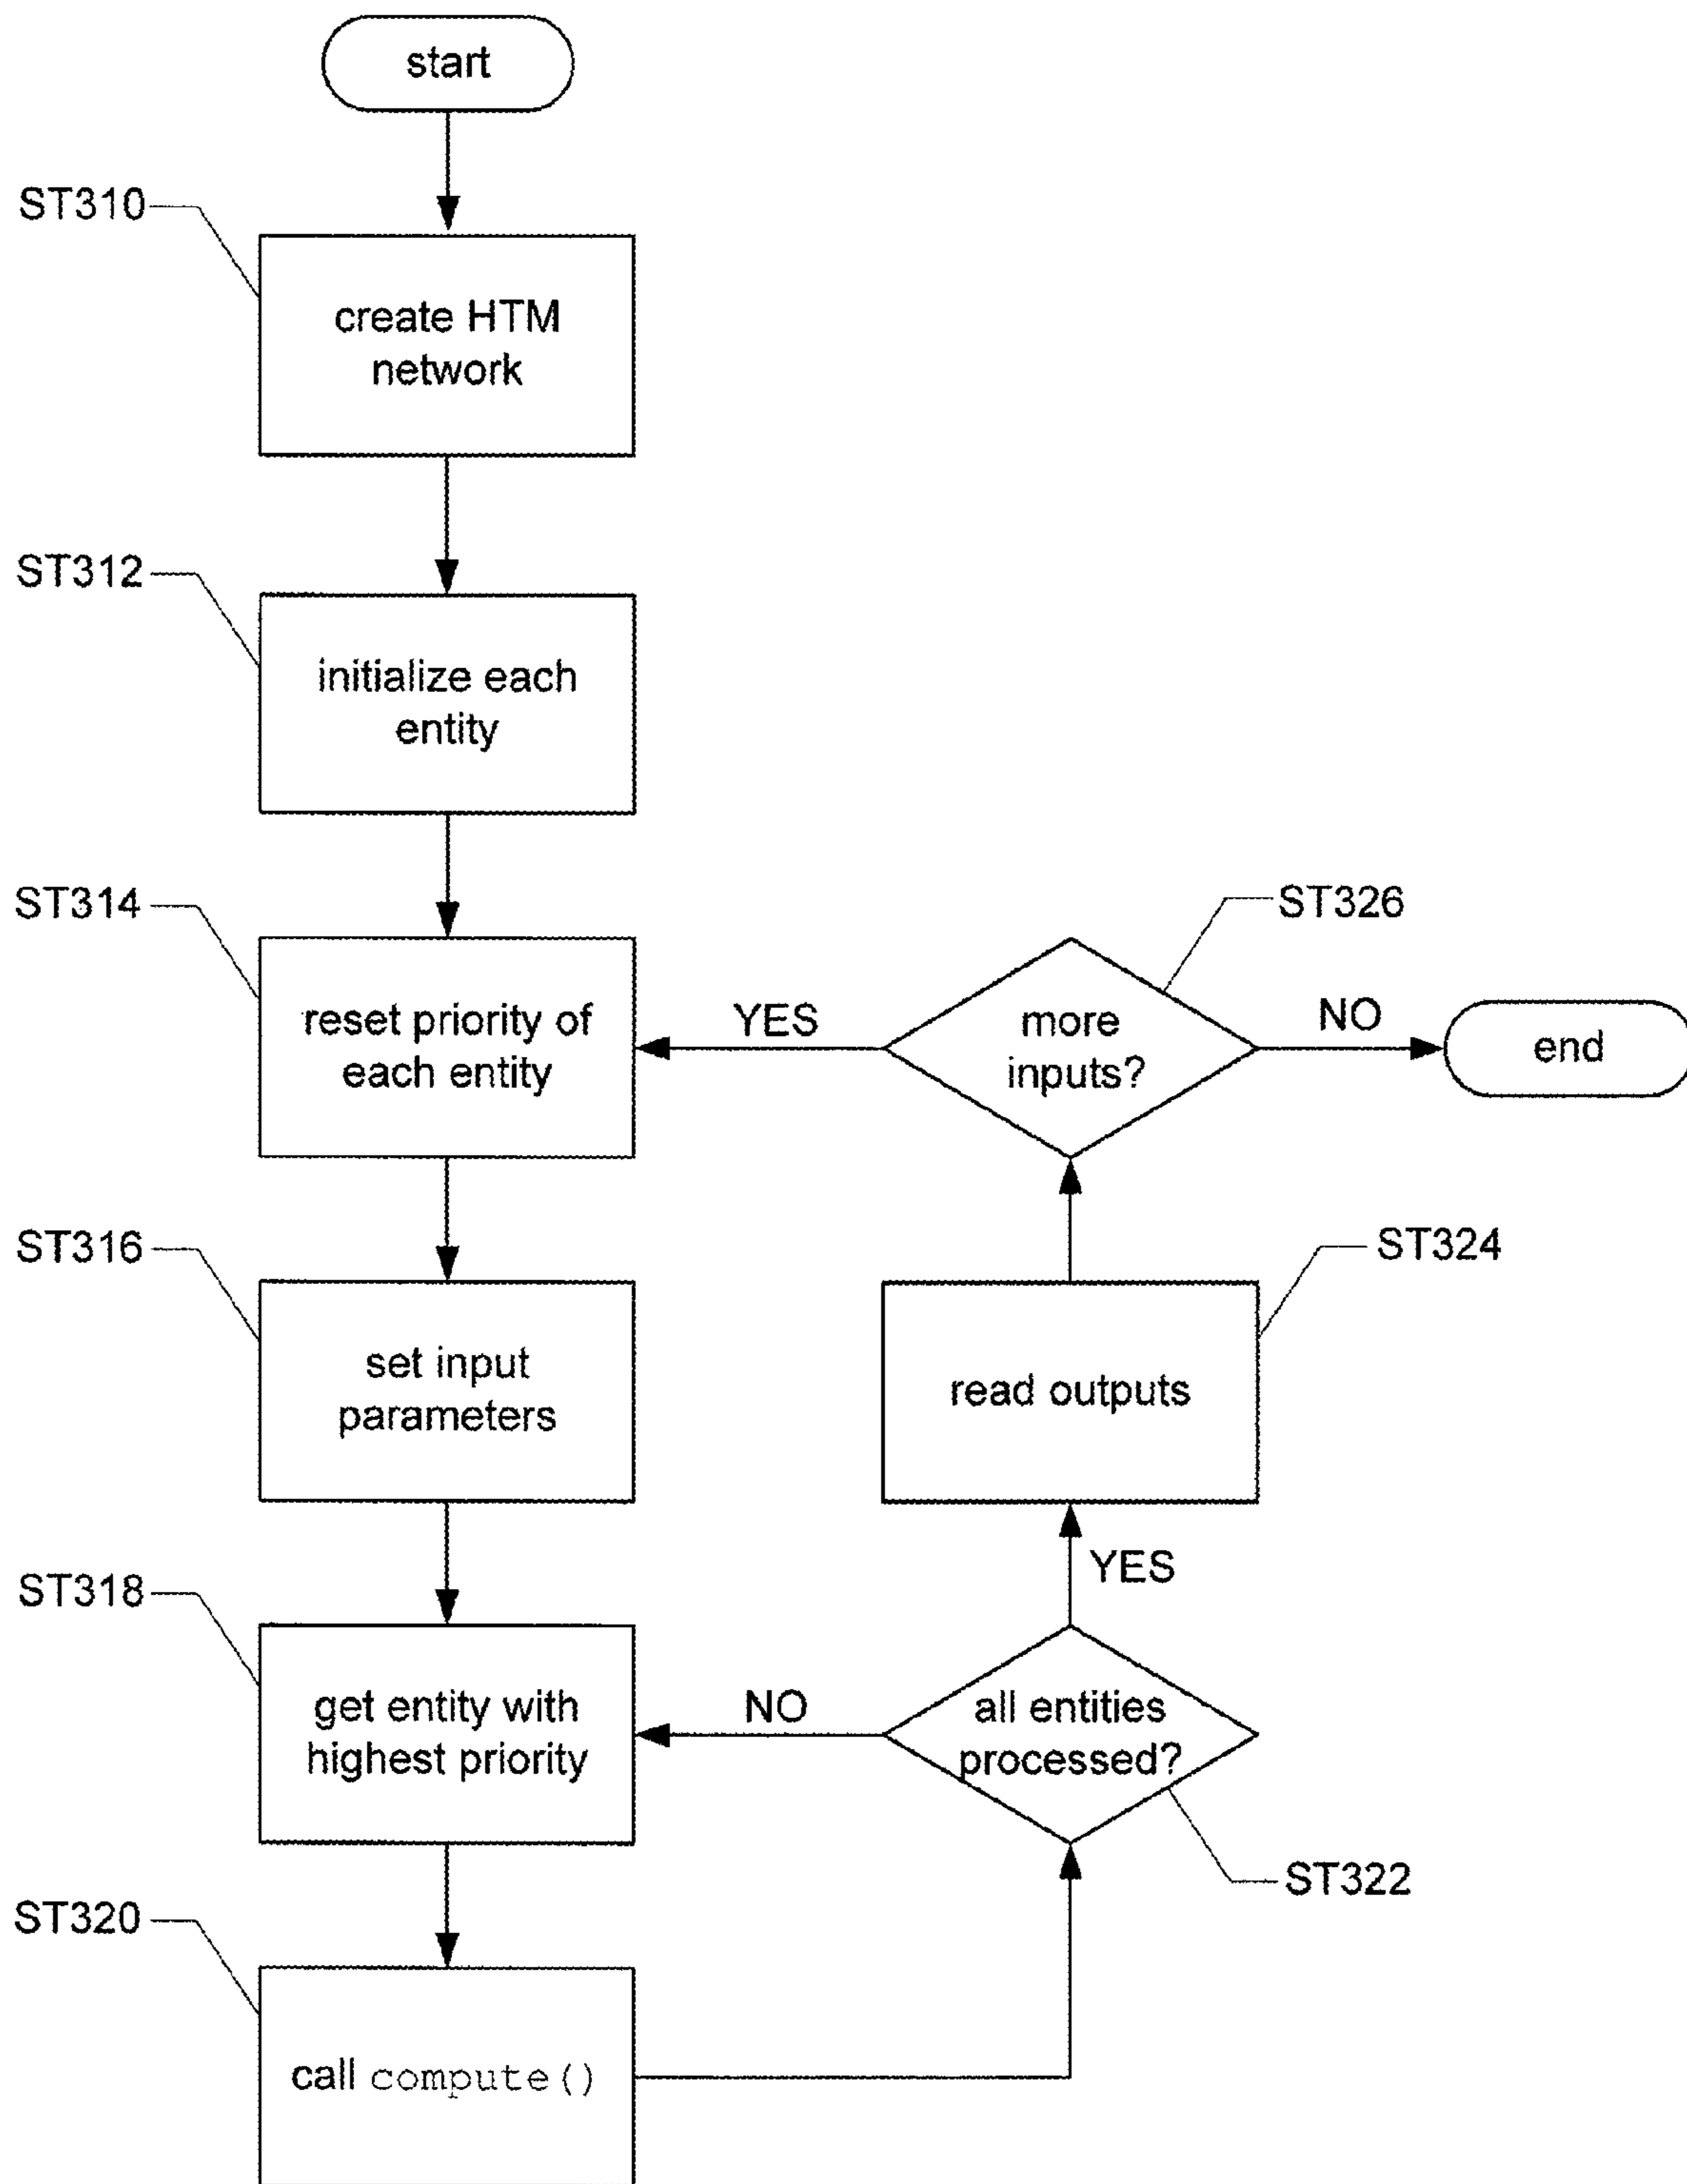 start
ST310
create HTM
network
ST312
initialize each
entity
ST314
reset priority of
each entity
YES
more
inputs?
ST326
NO
end
ST316
set input
parameters
ST324
read outputs
YES
ST318
get entity with
highest priority
NO
all entities
processed?
ST322
ST320
call compute()